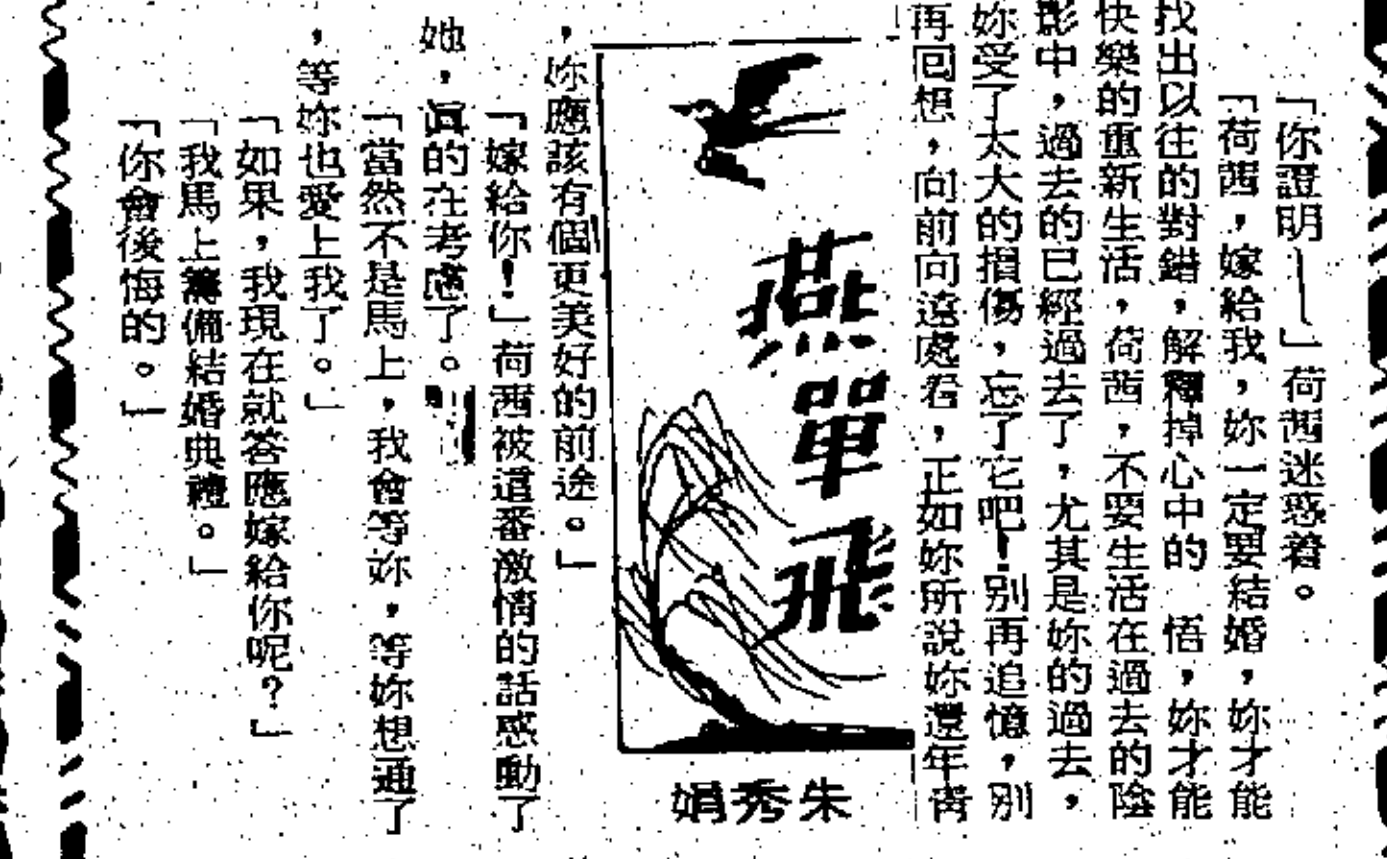 「你證明——」荷茜迷惑着。
「荷茜,嫁給我,妳一定要結婚,妳才能
找出以往的對錯,解釋掉心中的 悟,妳才能
快樂的重新生活,荷茜,不要生活在過去的陰
影中,過去的已經過去了,尤其是妳的過去,
妳受了太大的損傷,忘了它吧!別再追憶,別
再回想,向前向遠處看,正如妳所說妳還年青
燕單飛
朱秀娟
,妳應該有個更美好的前途。」
「嫁給你!」荷茜被這番激情的話感動了
她,眞的在考慮了。
「當然不是馬上,我會等妳,等妳想通了
,等妳也愛上我了。」
「如果,我現在就答應嫁給你呢?」
「我馬上籌備結婚典禮。」
「你會後悔的。」